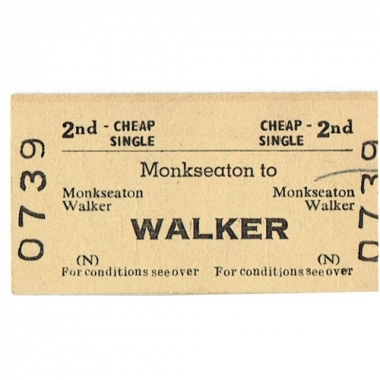 2nd - CHEAP SINGLE CHEAP - 2nd SINGLE
Monkseaton to
Monkseaton Monkseaton
Walker Walker
WALKER
(N) (N)
For conditions see over For conditions see over
0739 0739